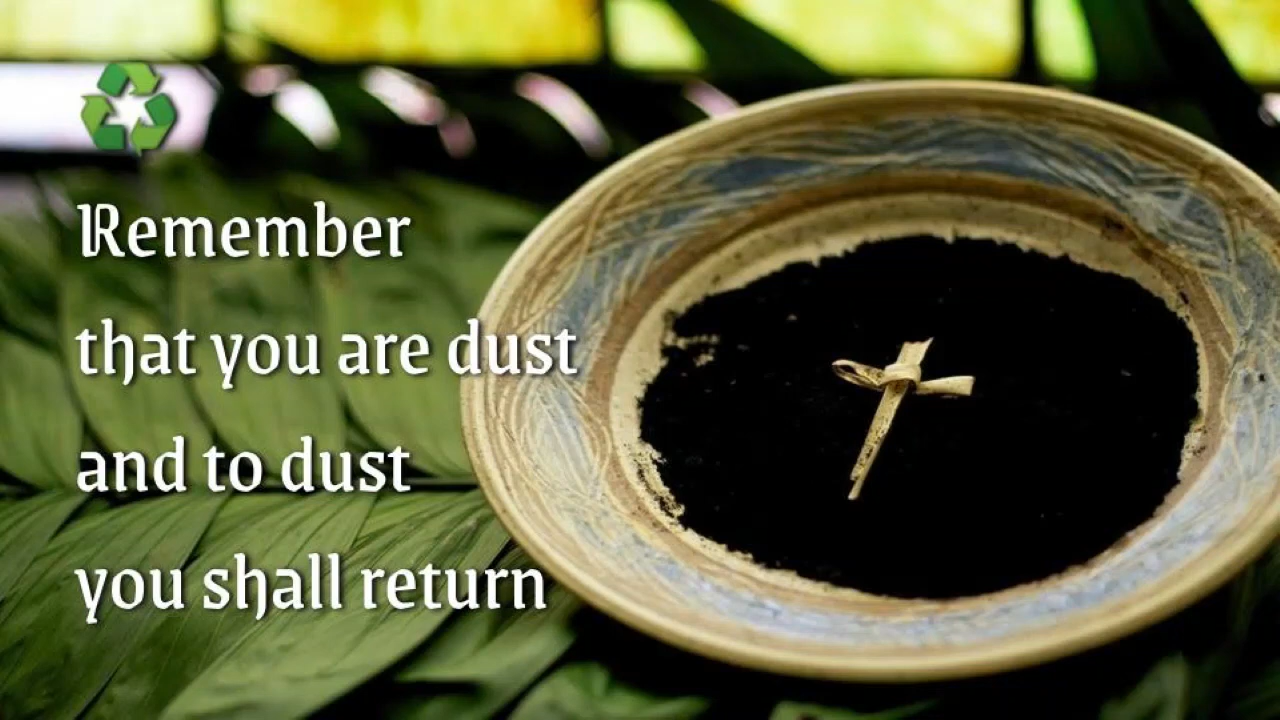 Remember
that you are dust
and to dust
you shall return